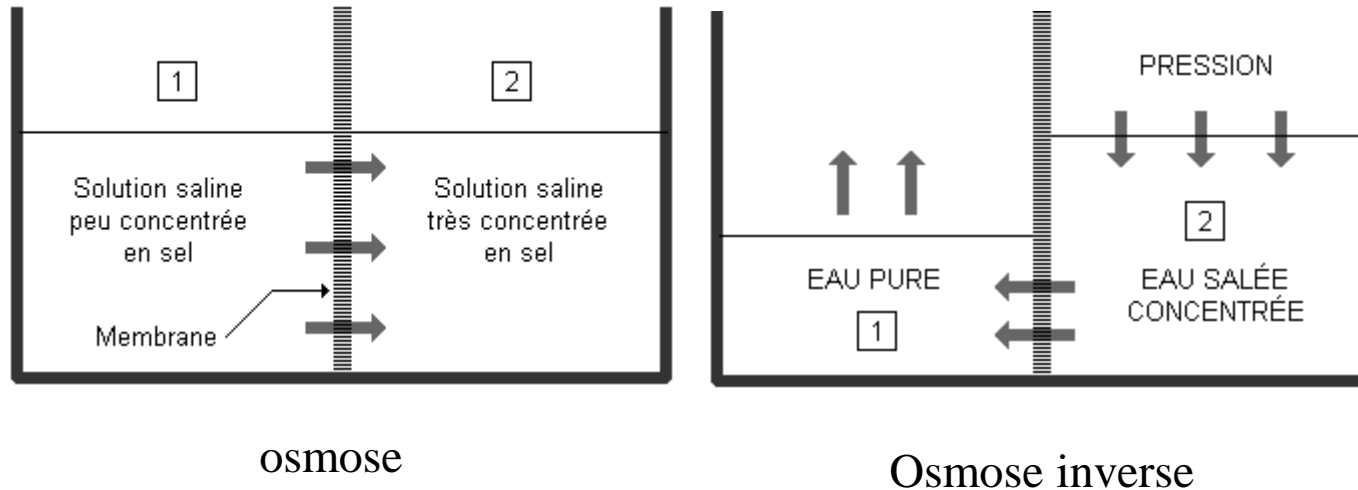 1
2
Solution saline
peu concentrée
en sel
Solution saline
très concentrée
en sel
Membrane
osmose
PRESSION
2
EAU PURE
1
EAU SALÉE
CONCENTRÉE
Osmose inverse